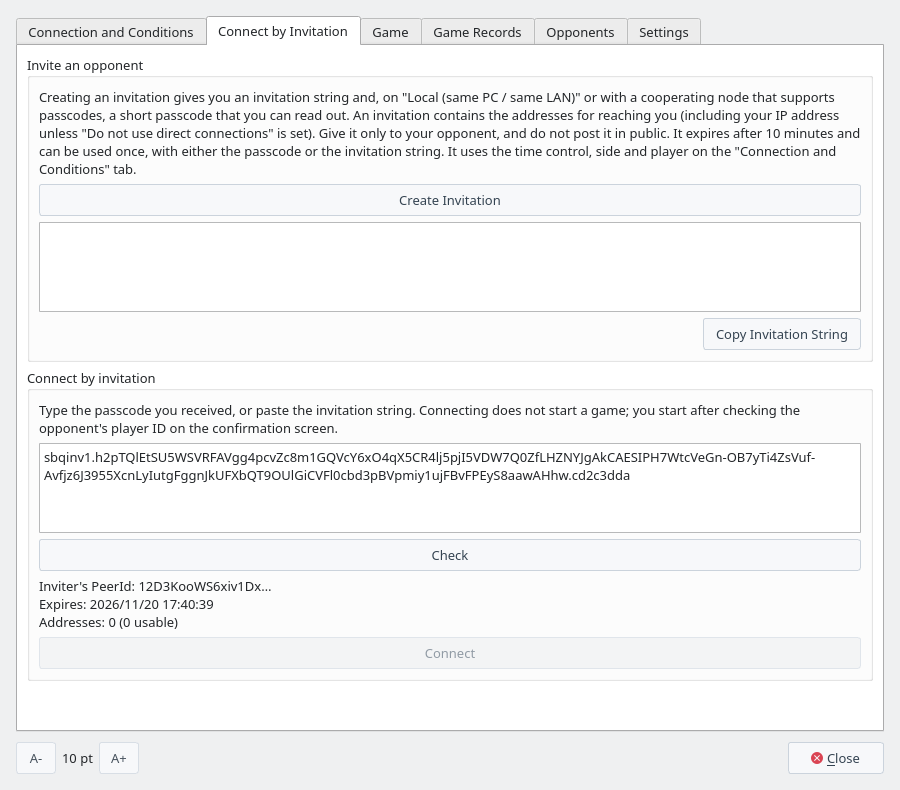 Connection and Conditions
Connect by Invitation
Game
Game Records
Opponents
Settings
Invite an opponent
Creating an invitation gives you an invitation string and, on "Local (same PC / same LAN)" or with a cooperating node that supports
passcodes, a short passcode that you can read out. An invitation contains the addresses for reaching you (including your IP address
unless "Do not use direct connections" is set). Give it only to your opponent, and do not post it in public. It expires after 10 minutes and
can be used once, with either the passcode or the invitation string. It uses the time control, side and player on the "Connection and
Conditions" tab.
Create Invitation
Copy Invitation String
Connect by invitation
Type the passcode you received, or paste the invitation string. Connecting does not start a game; you start after checking the
opponent's player ID on the confirmation screen.
sbqinv1.h2pTQlEtSU5WSVRFAVgg4pcvZc8m1GQVcY6xO4qX5CR4lj5pjI5VDW7Q0ZfLHZNYJgAkCAESIPH7WtcVeGn-OB7yTi4ZsVuf-
Avfjz6J3955XcnLyIutgFggnJkUFXbQT9OUlGiCVFl0cbd3pBVpmiy1ujFBvFPEyS8aawAHhw.cd2c3dda
Check
Inviter's PeerId: 12D3KooWS6xiv1Dx...
Expires: 2026/11/20 17:40:39
Addresses: 0 (0 usable)
Connect
A-
10 pt
A+
Close